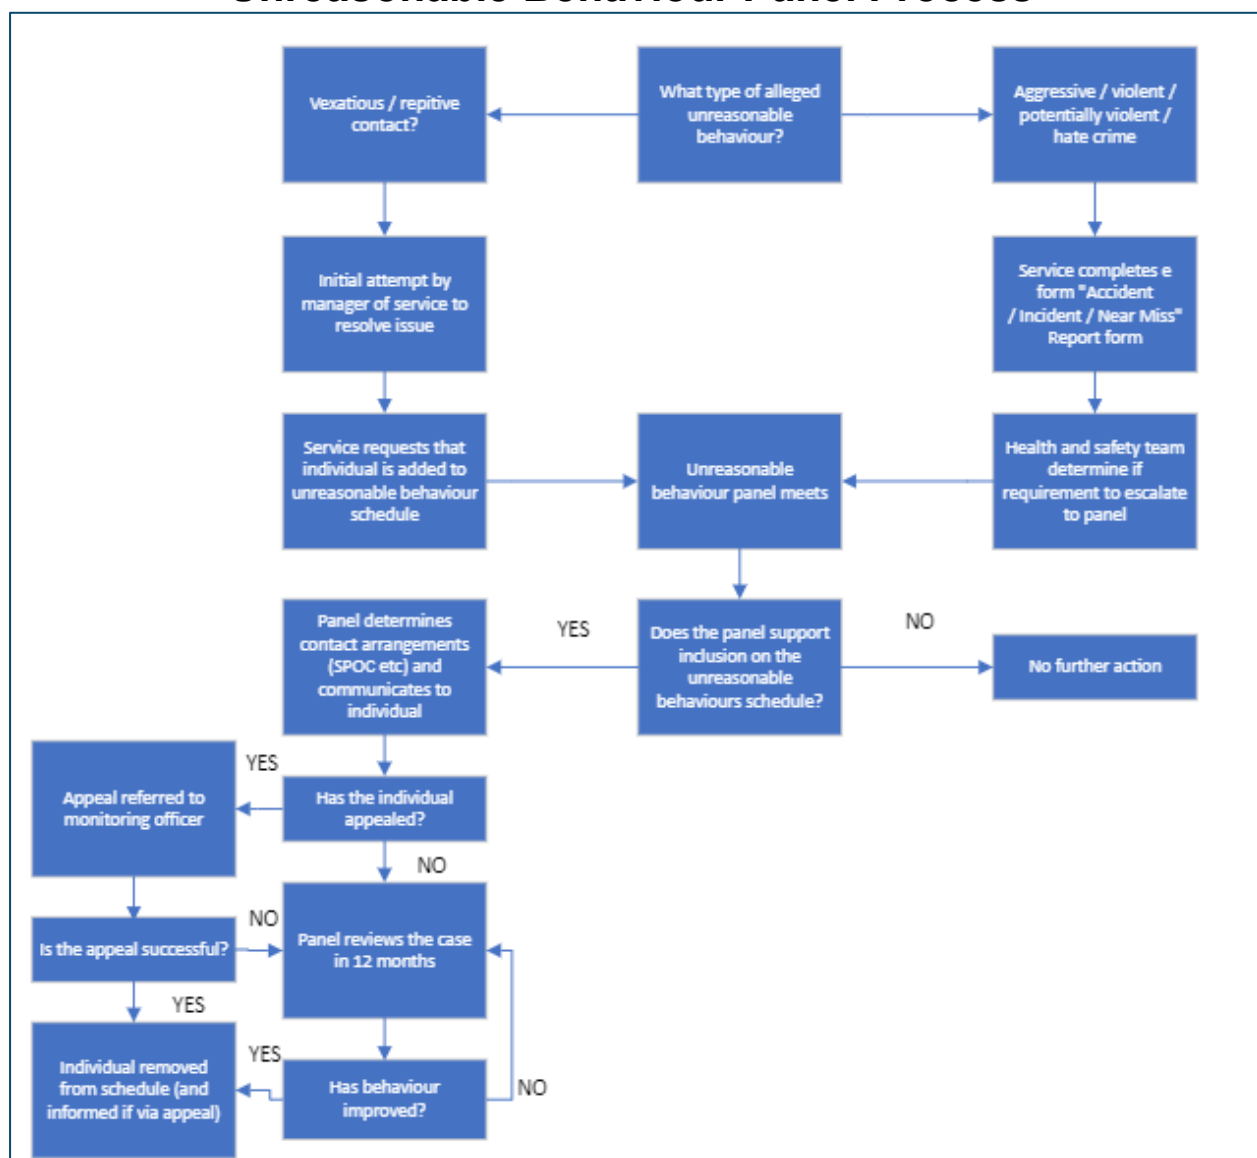 Unreasonable Behaviour Panel Process
Vexatious / repitive
contact?
What type of alleged
unreasonable
behaviour?
Aggressive / violent /
potentially violent /
hate crime
Initial attempt by
manager of service to
resolve issue
Service completes e
form "Accident
/ Incident / Near Miss"
Report form
Service requests that
individual is added to
unreasonable behaviour
schedule
Unreasonable
behaviour panel meets
Health and safety team
determine if
requirement to escalate
to panel
Panel determines
contact arrangements
(SPOC etc) and
communicates to
individual
YES
Does the panel support
inclusion on the
unreasonable
behaviours schedule?
NO
No further action
Appeal referred to
monitoring officer
YES
Has the individual
appealed?
NO
Is the appeal successful?
NO
Panel reviews the case
in 12 months
YES
Individual removed
from schedule (and
informed if via appeal)
YES
Has behaviour
improved?
NO